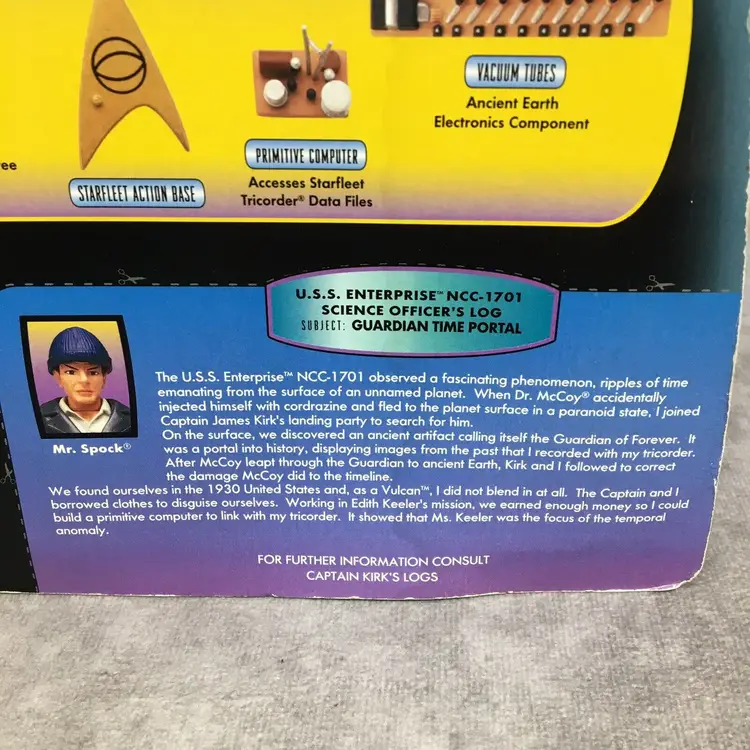 VACUUM TUBES
Ancient Earth
Electronics Component
PRIMITIVE COMPUTER
Accesses Starfleet
Tricorder® Data Files
ee
STARFLEET ACTION BASE
U.S.S. ENTERPRISE™ NCC-1701
SCIENCE OFFICER'S LOG
SUBJECT: GUARDIAN TIME PORTAL
Mr. Spock®
The U.S.S. Enterprise™ NCC-1701 observed a fascinating phenomenon, ripples of time
emanating from the surface of an unnamed planet. When Dr. McCoy® accidentally
injected himself with cordrazine and fled to the planet surface in a paranoid state, I joined
Captain James Kirk's landing party to search for him.
On the surface, we discovered an ancient artifact calling itself the Guardian of Forever. It
was a portal into history, displaying images from the past that I recorded with my tricorder.
After McCoy leapt through the Guardian to ancient Earth, Kirk and I followed to correct
the damage McCoy did to the timeline.
We found ourselves in the 1930 United States and, as a Vulcan™, I did not blend in at all. The Captain and I
borrowed clothes to disguise ourselves. Working in Edith Keeler's mission, we earned enough money so I could
build a primitive computer to link with my tricorder. It showed that Ms. Keeler was the focus of the temporal
anomaly.
FOR FURTHER INFORMATION CONSULT
CAPTAIN KIRK'S LOGS